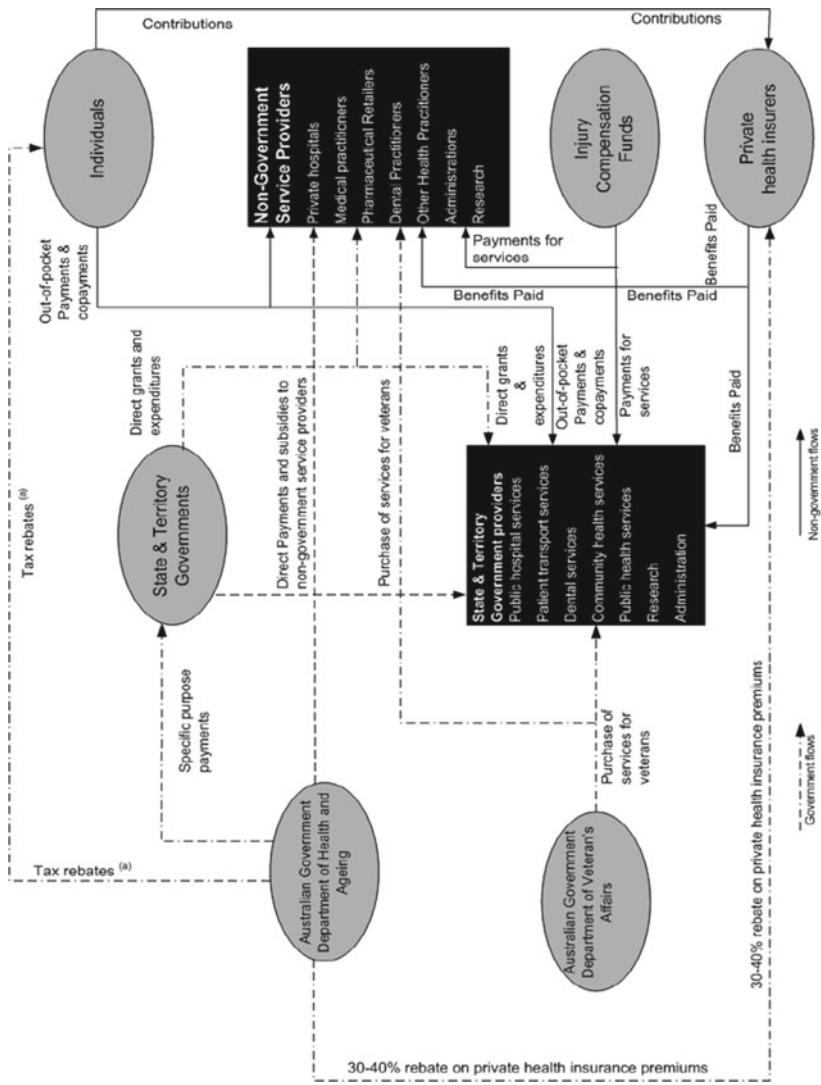 Tax rebates (a)
Tax rebates (a)
Contributions
Contributions
Individuals
Out-of-pocket
Payments &
copayments
Non-Government
Service Providers
Private hospitals
Medical practitioners
Pharmaceutical Retailers
Dental Practitioners
Other Health Practitioners
Administrations
Research
Injury
Compensation
Funds
Private
health insurers
Payments for
services
Benefits Paid
Benefits Paid
Benefits Paid
Benefits Paid
Direct grants and
expenditures
State & Territory
Governments
Direct Payments and subsidies to
non-government service providers
Purchase of services for veterans
Direct grants
&
expenditures
Out-of-pocket
Payments &
copayments
Payments for
services
State & Territory
Government providers
Public hospital services
Patient transport services
Dental services
Community health services
Public health services
Research
Administration
Specific purpose
payments
Australian Government
Department of Health and
Ageing
Purchase of
services for
veterans
Australian Government
Department of Veteran's
Affairs
30-40% rebate on private health insurance premiums
30-40% rebate on private health insurance premiums
Government flows
Non-government flows